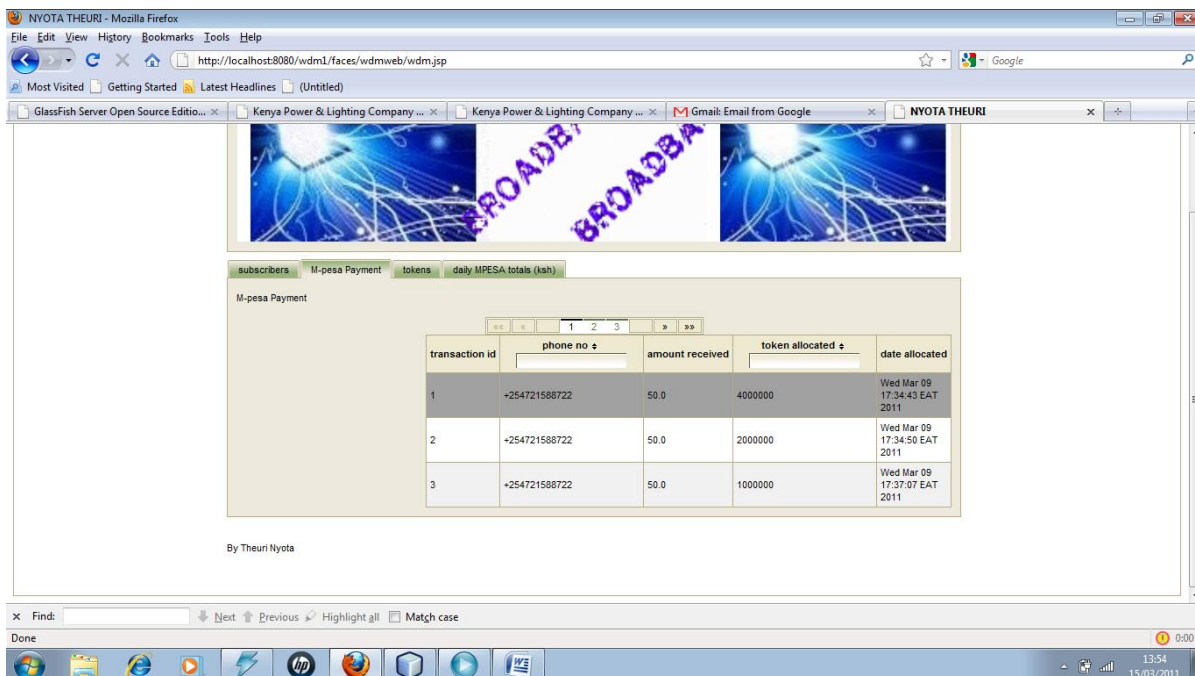 NYOTA THEURI - Mozilla Firefox
File Edit View History Bookmarks Tools Help
http://localhost:8080/wdm1/faces/wdmweb/wdm.jsp
Google
Most Visited Getting Started Latest Headlines (Untitled)
GlassFish Server Open Source Editio... Kenya Power & Lighting Company ... Kenya Power & Lighting Company ... Gmail: Email from Google NYOTA THEURI
BROADBA
BROADBA
subscribers M-pesa Payment tokens daily MPESA totals (ksh)
M-pesa Payment
«« « 1 2 3 » »»
transaction id phone no amount received token allocated date allocated
1 +254721588722 50.0 4000000 Wed Mar 09
17:34:43 EAT
2011
2 +254721588722 50.0 2000000 Wed Mar 09
17:34:50 EAT
2011
3 +254721588722 50.0 1000000 Wed Mar 09
17:37:07 EAT
2011
By Theuri Nyota
× Find: Next Previous Highlight all Match case
Done 0:00
hp W
13:54
15/03/2011